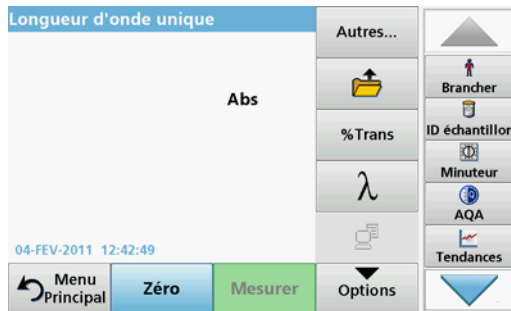 Longueur d'onde unique
Abs
04-FEV-2011 12:42:49
Menu
Principal
Zéro
Mesurer
Autres...
%Trans
λ
Options
Brancher
ID échantillon
Minuteur
AQA
Tendances